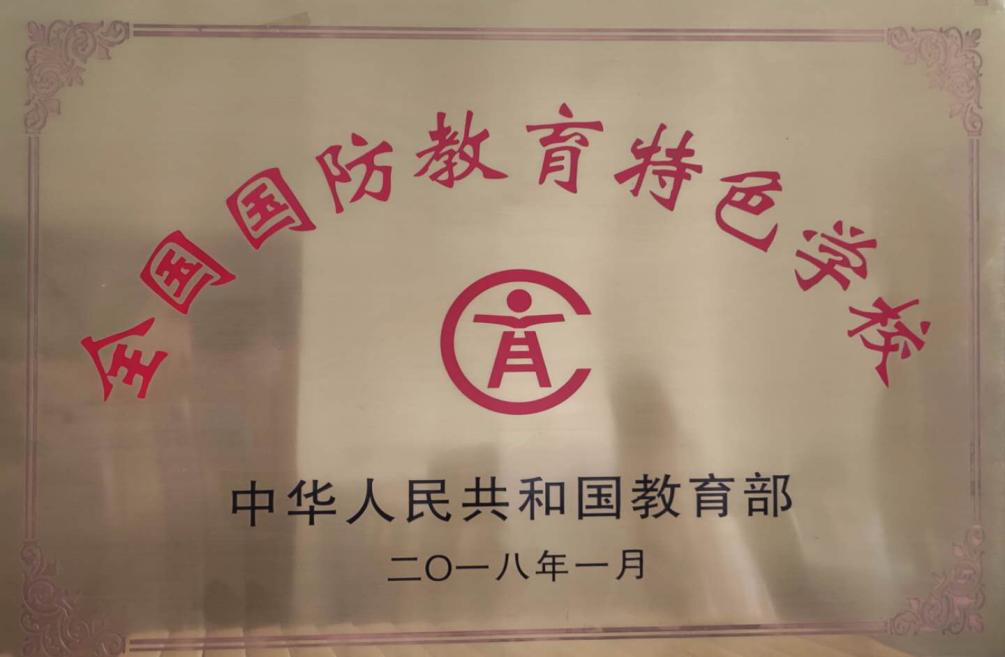 全国国防教育特色学校
中华人民共和国教育部
二〇一八年一月